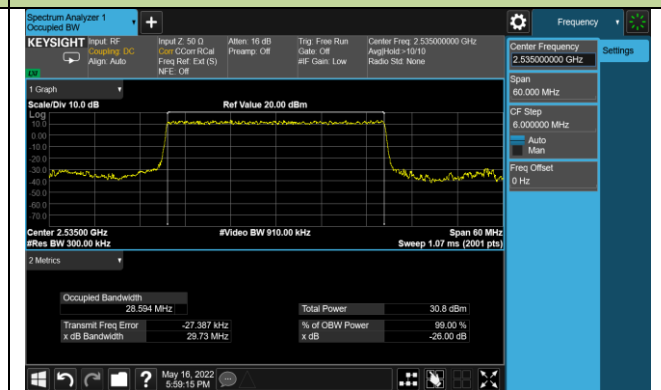 Spectrum Analyzer 1
Occupied BW
+
Frequency
KEYSIGHT
Input: RF
Coupling: DC
Align: Auto
Input Z: 50 Ω
Corr CCorr RCal
Freq Ref: Ext (S)
NFE: Off
Atten: 16 dB
Preamp: Off
Trig: Free Run
Gate: Off
#IF Gain: Low
Center Freq: 2.535000000 GHz
Avg|Hold:>10/10
Radio Std: None
Center Frequency
2.535000000 GHz
Settings
Span
60.000 MHz
CF Step
6.000000 MHz
Auto
Man
Freq Offset
0 Hz
1 Graph
Scale/Div 10.0 dB
Ref Value 20.00 dBm
Log
10.0
0.00
-10.0
-20.0
-30.0
-40.0
-50.0
-60.0
-70.0
Center 2.53500 GHz
#Video BW 910.00 kHz
Span 60 MHz
#Res BW 300.00 kHz
Sweep 1.07 ms (2001 pts)
2 Metrics
Occupied Bandwidth
28.594 MHz
Total Power
30.8 dBm
Transmit Freq Error
-27.387 kHz
% of OBW Power
99.00 %
x dB Bandwidth
29.73 MHz
x dB
-26.00 dB
?
May 16, 2022
5:59:15 PM